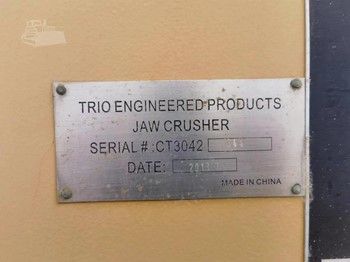 TRIO ENGINEERED PRODUCTS
JAW CRUSHER
SERIAL # :CT3042
DATE:
MADE IN CHINA